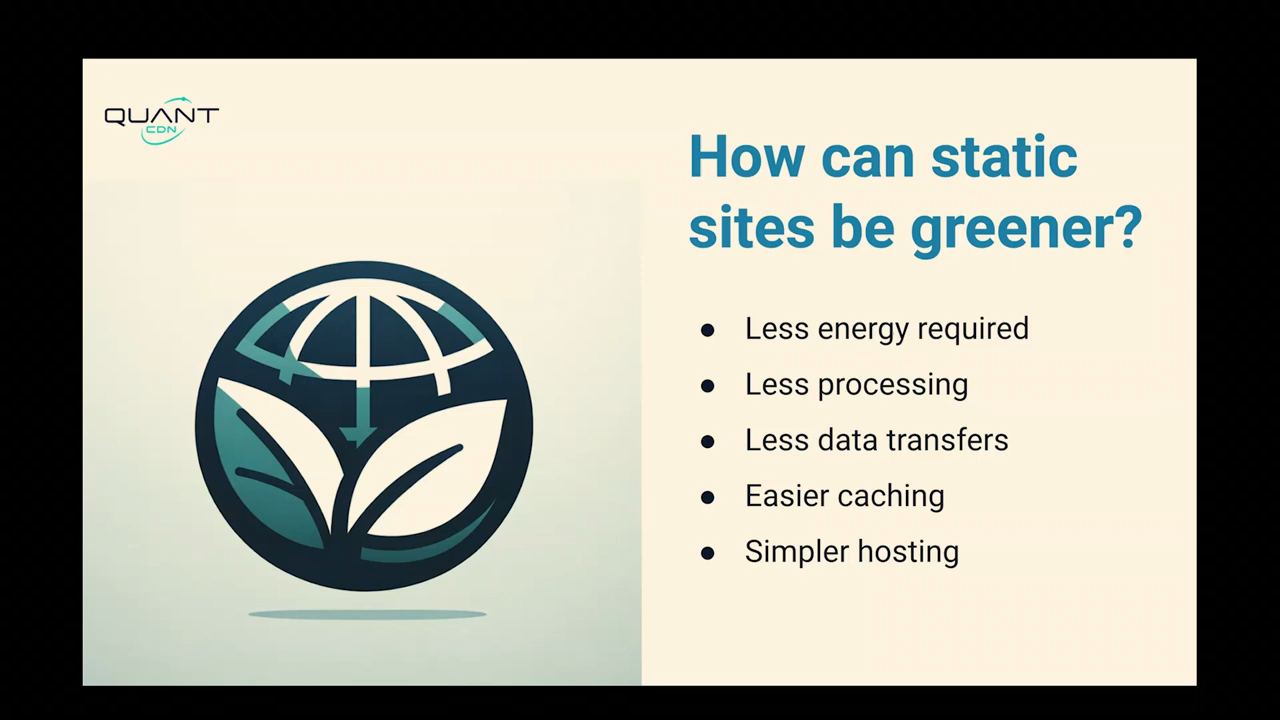 QUANT
CDN
How can static
sites be greener?
● Less energy required
● Less processing
● Less data transfers
● Easier caching
● Simpler hosting